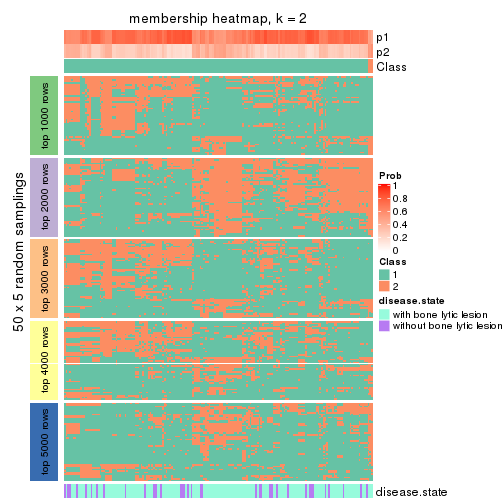 membership heatmap, k = 2
p1
p2
Class
50 x 5 random samplings
top 1000 rows
top 2000 rows
top 3000 rows
top 4000 rows
top 5000 rows
Prob
1
0.8
0.6
0.4
0.2
0
Class
1
2
disease.state
with bone lytic lesion
without bone lytic lesion
disease.state